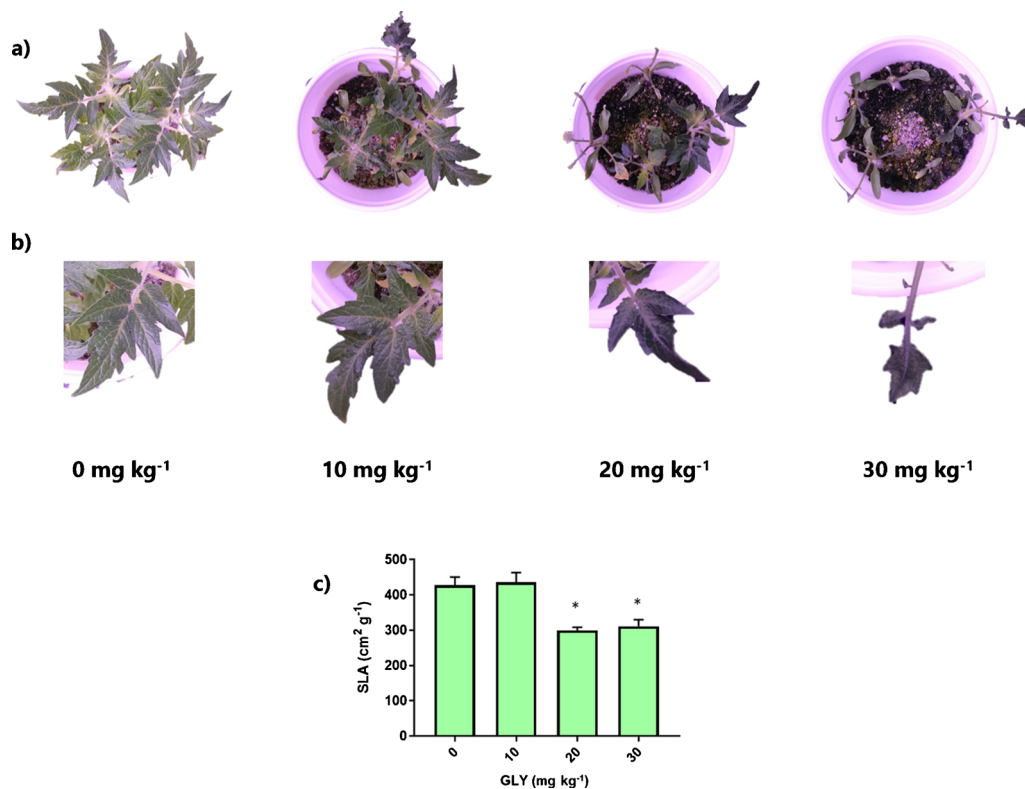 a)
b)
0 mg kg⁻¹
10 mg kg⁻¹
20 mg kg⁻¹
30 mg kg⁻¹
c)
500
400
300
200
100
0
SLA (cm² g⁻¹)
*
*
0
10
20
30
GLY (mg kg⁻¹)